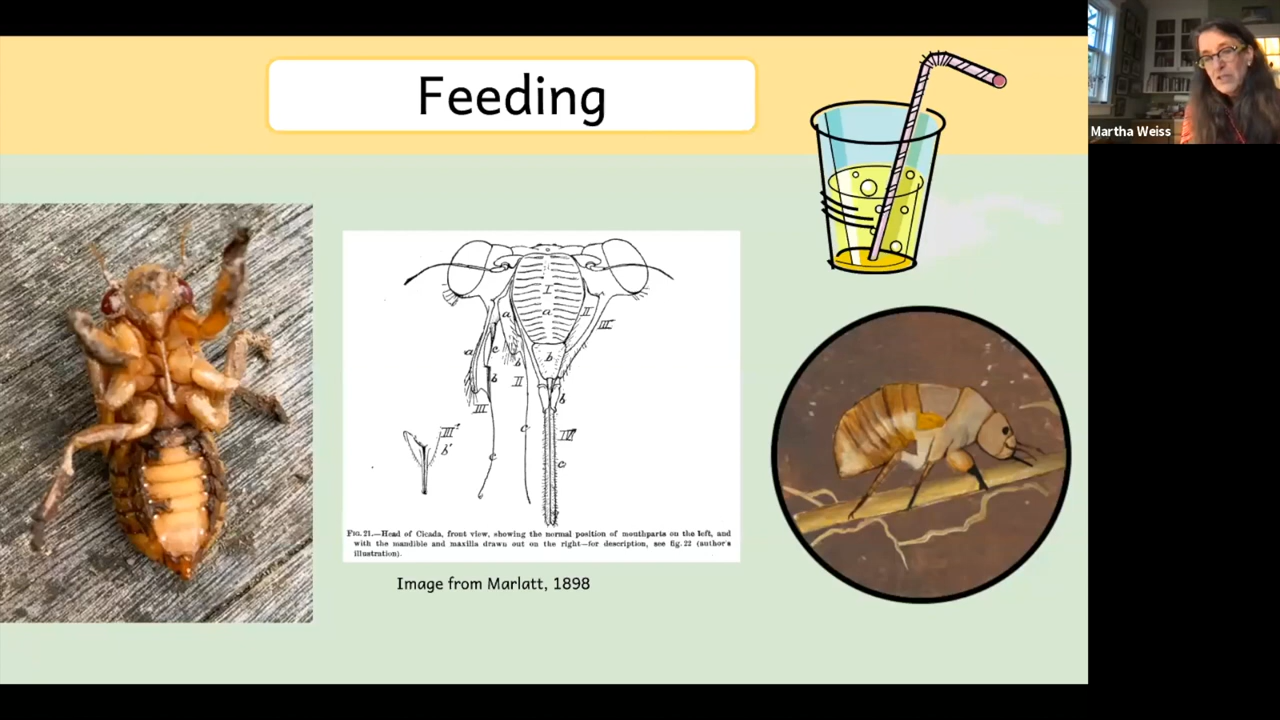 Feeding
Martha Weiss
FIG. 21.—Head of Cicada, front view, showing the normal position of mouthparts on the left, and
with the mandible and maxilla drawn out on the right—for description, see fig. 22 (author's
illustration).
Image from Marlatt, 1898